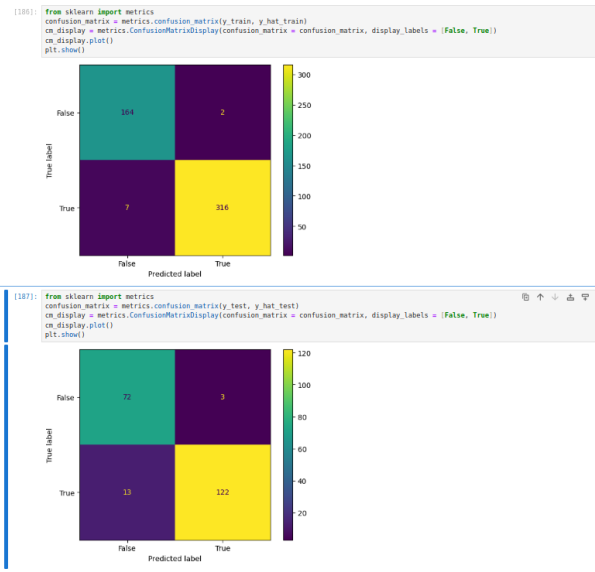 [186]: from sklearn import metrics
confusion_matrix = metrics.confusion_matrix(y_train, y_hat_train)
cm_display = metrics.ConfusionMatrixDisplay(confusion_matrix = confusion_matrix, display_labels = [False, True])
cm_display.plot()
plt.show()
300
False 164 2
250
200
True label
150
100
True 7 316
50
False True
Predicted label
[187]: from sklearn import metrics
confusion_matrix = metrics.confusion_matrix(y_test, y_hat_test)
cm_display = metrics.ConfusionMatrixDisplay(confusion_matrix = confusion_matrix, display_labels = [False, True])
cm_display.plot()
plt.show()
120
100
False 72 3
80
True label
60
40
True 13 122
20
False True
Predicted label